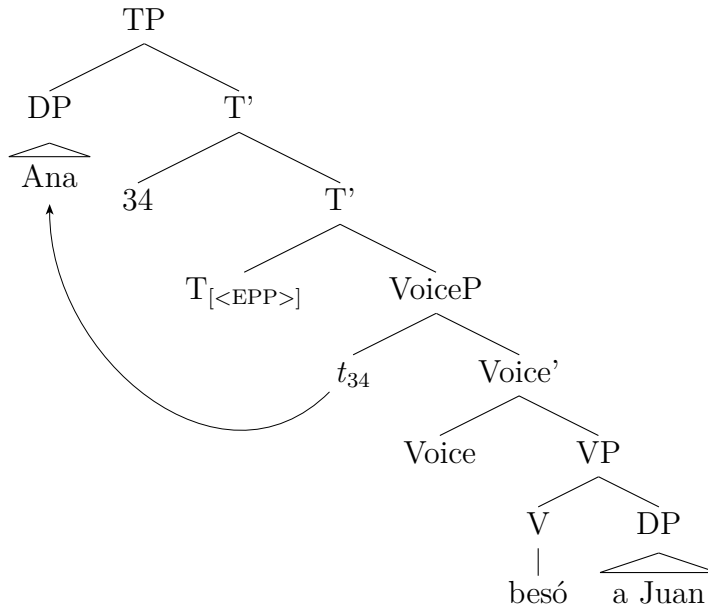 TP
DP T'
Ana 34 T'
T[<EPP>] VoiceP
t34 Voice'
Voice VP
V DP
besó a Juan